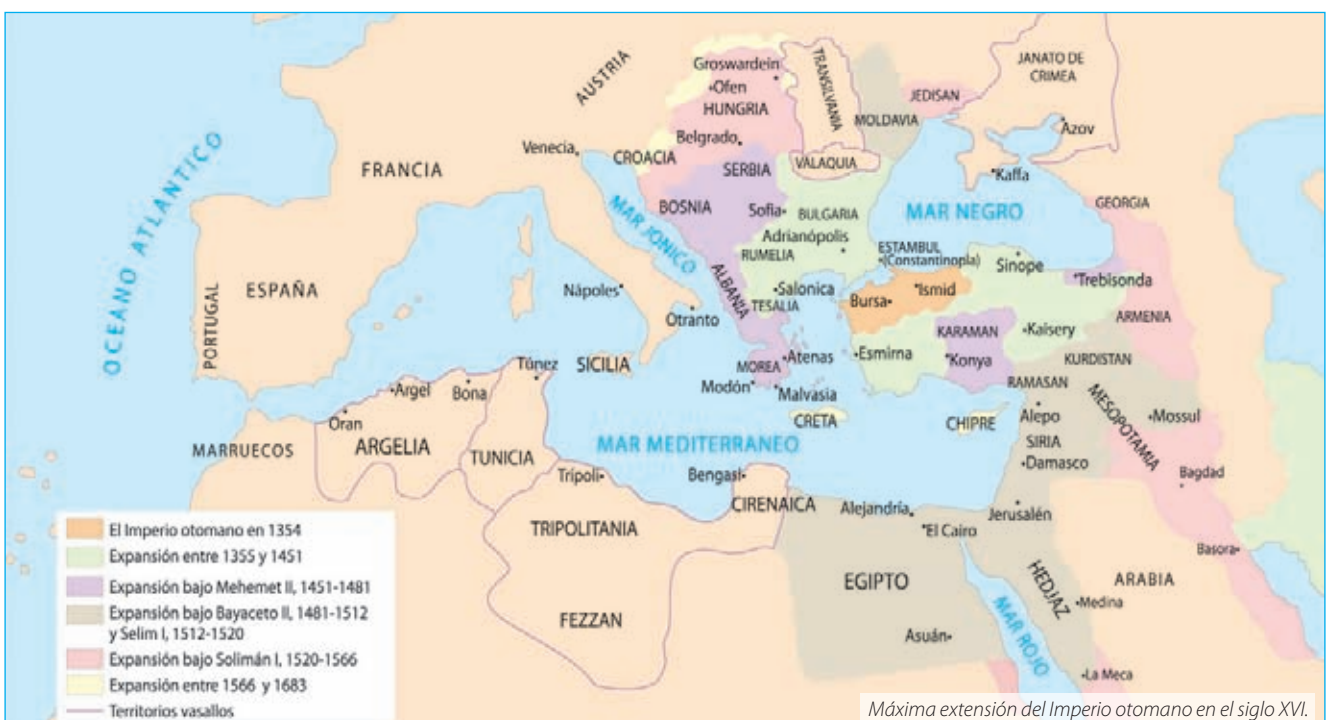 AUSTRIA
Groswardein
Ofen
HUNGRIA
TRANSILVANIA
JANATO DE
CRIMEA
JEDISAN
MOLDAVIA
Azov
Belgrado
Venecia
CROACIA
SERBIA
VALAQUIA
FRANCIA
Kaffa
OCEANO ATLANTICO
BOSNIA
Sofía
BULGARIA
MAR NEGRO
GEORGIA
MAR JONICO
Adrianópolis
RUMELIA
ESTAMBUL
(Constantinopla)
Sinope
Trebisonda
PORTUGAL
ESPAÑA
Nápoles
ALBANIA
Salonica
TESALIA
Bursa
Ismid
Otranto
KARAMAN
Kaisery
ARMENIA
Túnez
SICILIA
MOREA
Atenas
Esmirna
Konya
KURDISTAN
Argel
Bona
Modón
Malvasia
RAMASAN
MESOPOTAMIA
Oran
CRETA
CHIPRE
Alepo
Mossul
MARRUECOS
ARGELIA
TUNICIA
MAR MEDITERRANEO
SIRIA
Damasco
Trípoli
Bengasi
Bagdad
CIRENAICA
Alejandría
Jerusalén
TRIPOLITANIA
El Cairo
Basora
EGIPTO
HEDJAZ
ARABIA
FEZZAN
Medina
Asuán
MAR ROJO
La Meca
El Imperio otomano en 1354
Expansión entre 1355 y 1451
Expansión bajo Mehemet II, 1451-1481
Expansión bajo Bayaceto II, 1481-1512
y Selim I, 1512-1520
Expansión bajo Solimán I, 1520-1566
Expansión entre 1566 y 1683
Territorios vasallos
Máxima extensión del Imperio otomano en el siglo XVI.